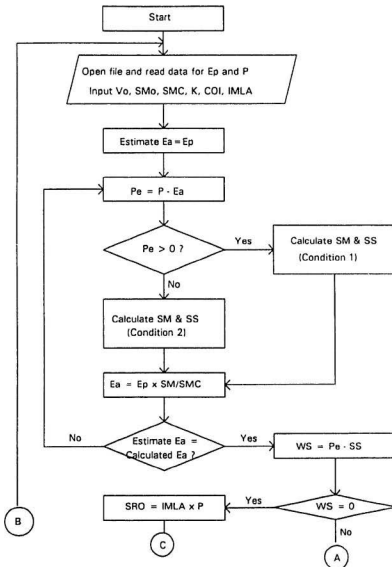 Start
Open file and read data for Ep and P
Input Vo, SMo, SMC, K, COI, IMLA
Estimate Ea = Ep
Pe = P - Ea
Pe > 0 ?
Yes
Calculate SM & SS
(Condition 1)
No
Calculate SM & SS
(Condition 2)
Ea = Ep x SM/SMC
No
Estimate Ea =
Calculated Ea ?
Yes
WS = Pe - SS
SRO = IMLA x P
Yes
WS = 0
B
C
No
A